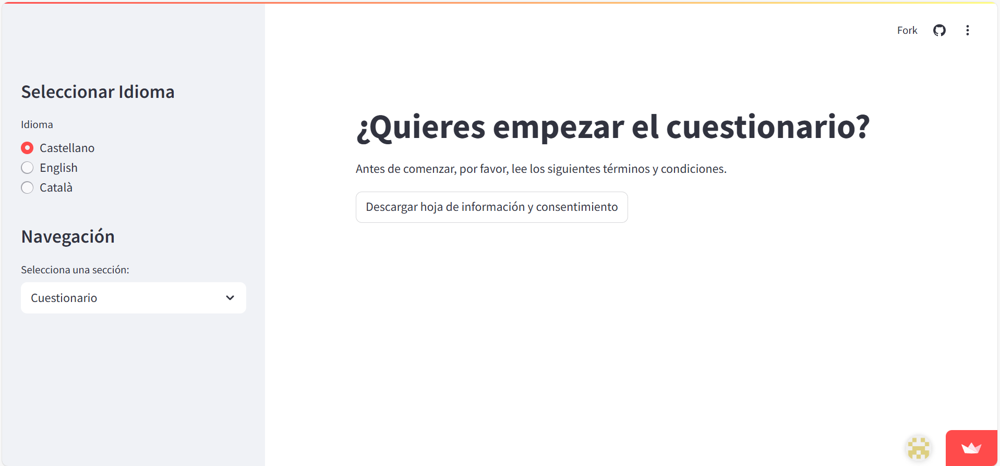 Fork
Seleccionar Idioma
Idioma
Castellano
English
Català
Navegación
Selecciona una sección:
Cuestionario
¿Quieres empezar el cuestionario?
Antes de comenzar, por favor, lee los siguientes términos y condiciones.
Descargar hoja de información y consentimiento